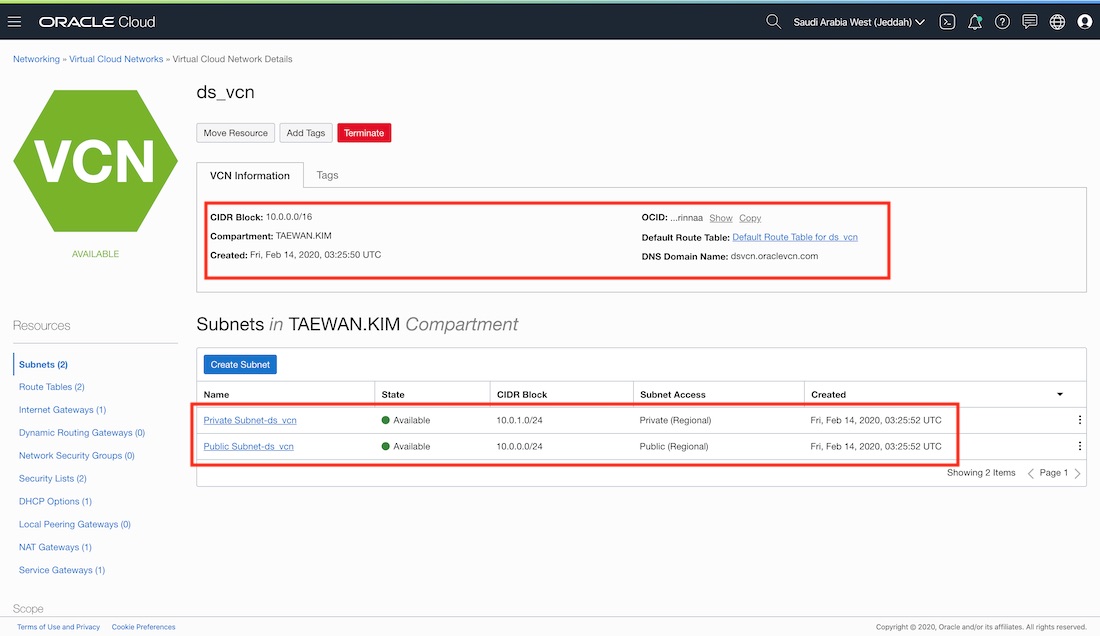 ORACLE Cloud
Saudi Arabia West (Jeddah)
Networking » Virtual Cloud Networks » Virtual Cloud Network Details
VCN
AVAILABLE
ds_vcn
Move Resource Add Tags Terminate
VCN Information Tags
CIDR Block: 10.0.0.0/16
Compartment: TAEWAN.KIM
Created: Fri, Feb 14, 2020, 03:25:50 UTC
OCID: ...rinnaa Show Copy
Default Route Table: Default Route Table for ds_vcn
DNS Domain Name: dsvcn.oraclevcn.com
Resources
Subnets (2)
Route Tables (2)
Internet Gateways (1)
Dynamic Routing Gateways (0)
Network Security Groups (0)
Security Lists (2)
DHCP Options (1)
Local Peering Gateways (0)
NAT Gateways (1)
Service Gateways (1)
Scope
Subnets in TAEWAN.KIM Compartment
Create Subnet
Name State CIDR Block Subnet Access Created
Private Subnet-ds_vcn Available 10.0.1.0/24 Private (Regional) Fri, Feb 14, 2020, 03:25:52 UTC
Public Subnet-ds_vcn Available 10.0.0.0/24 Public (Regional) Fri, Feb 14, 2020, 03:25:52 UTC
Showing 2 Items Page 1
Terms of Use and Privacy Cookie Preferences
Copyright © 2020, Oracle and/or its affiliates. All rights reserved.